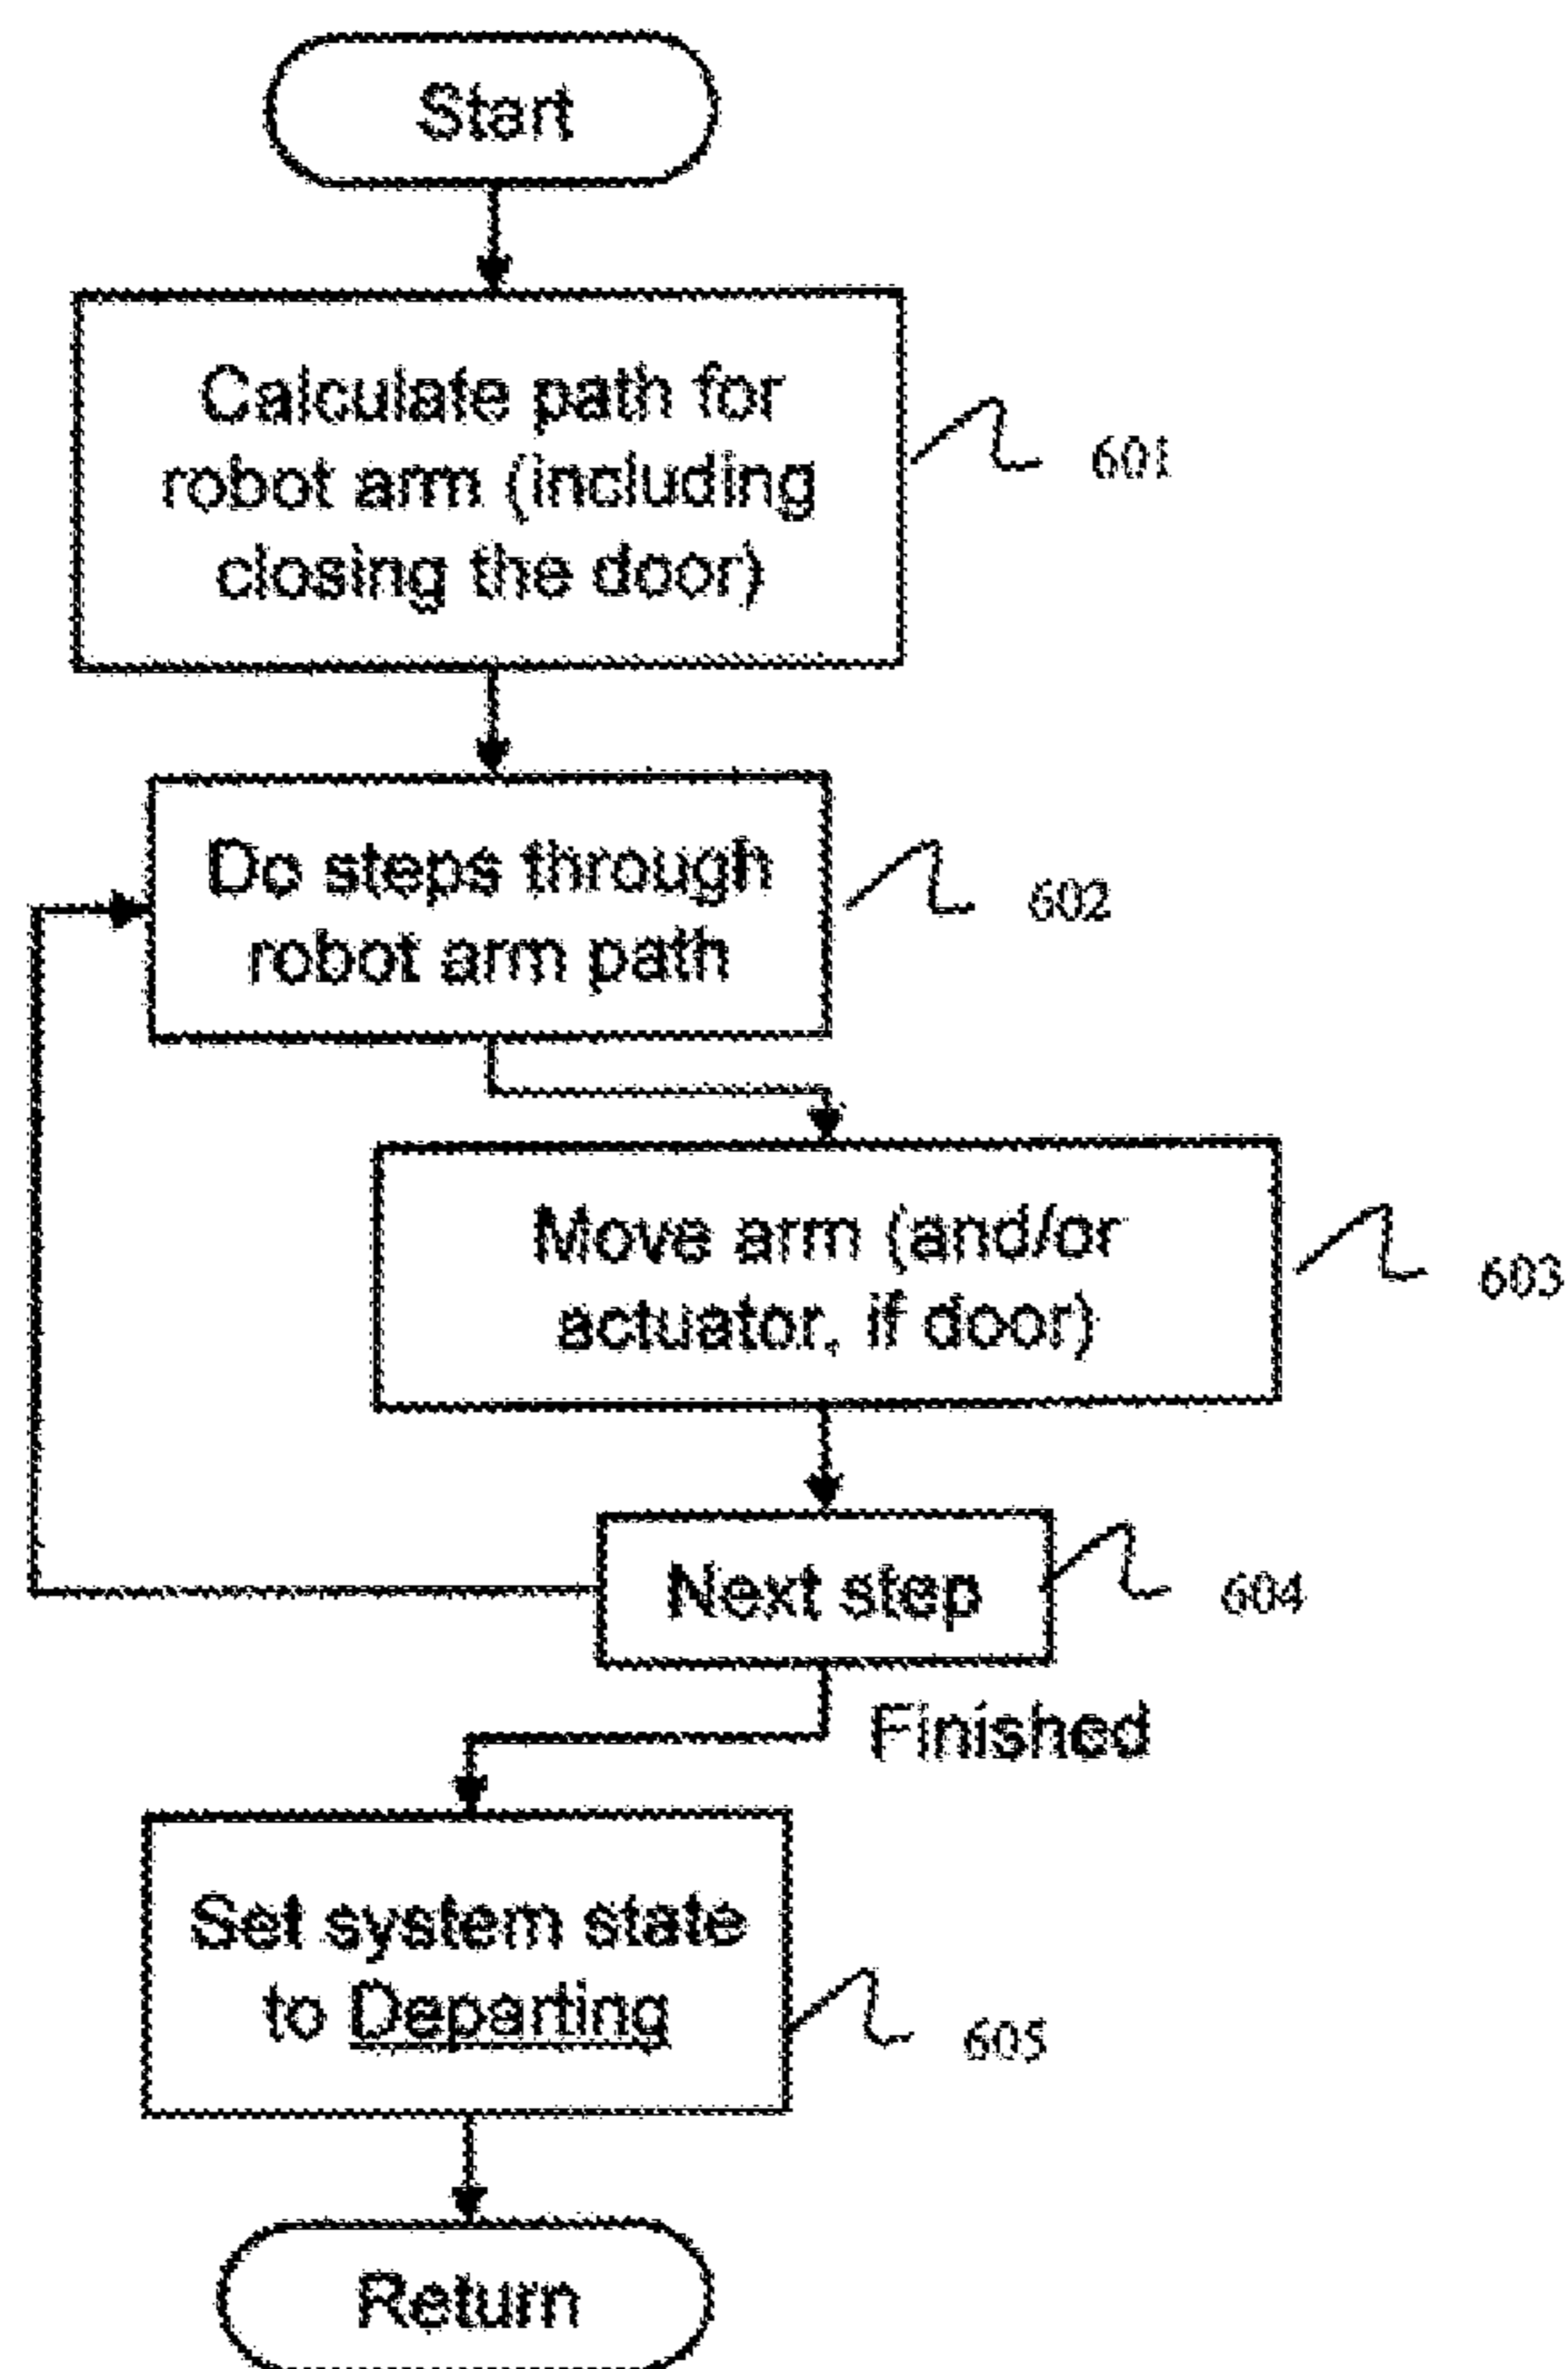 Start
Calculate path for
robot arm (including
closing the door)
601
Do steps through
robot arm path
602
Move arm (and/or
actuator, if door)
603
Next step
604
Finished
Set system state
to Departing
605
Return